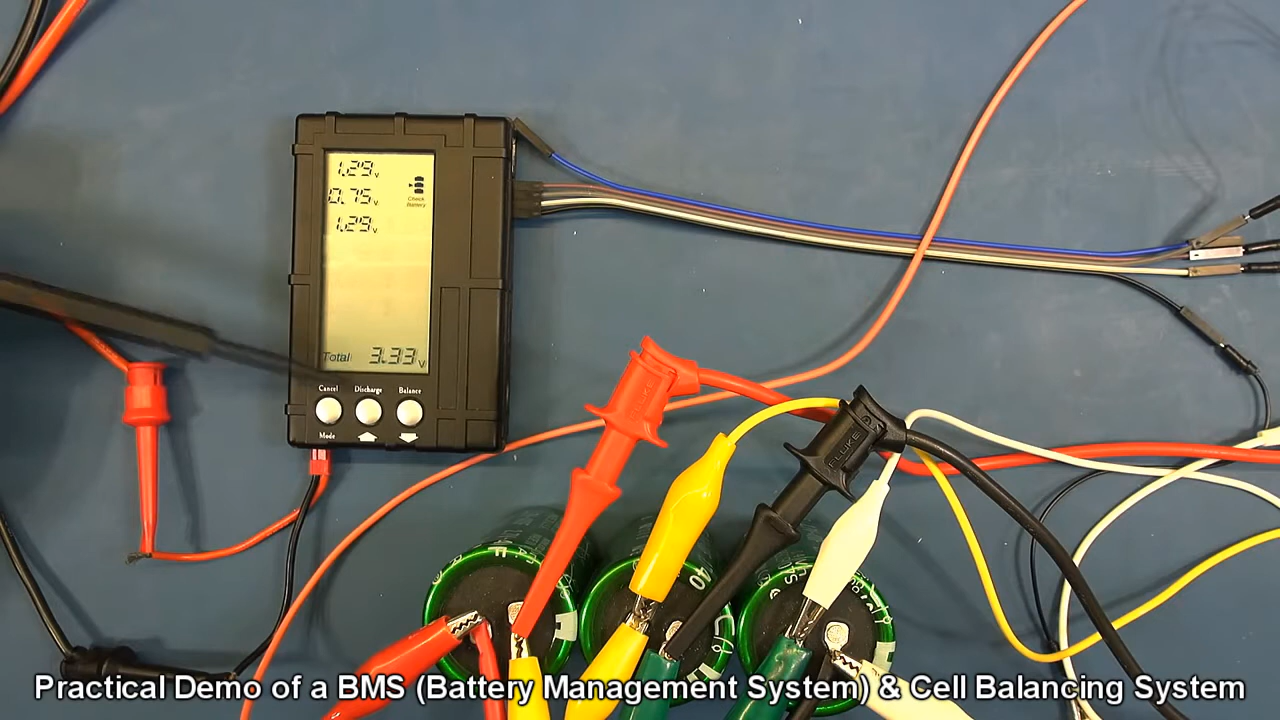 1.29v
0.75v
Check
Battery
1.29v
Total 3.33v
Cancel Discharge Balance
Mode
FLUKE
FLUKE
40
Practical Demo of a BMS (Battery Management System) & Cell Balancing System